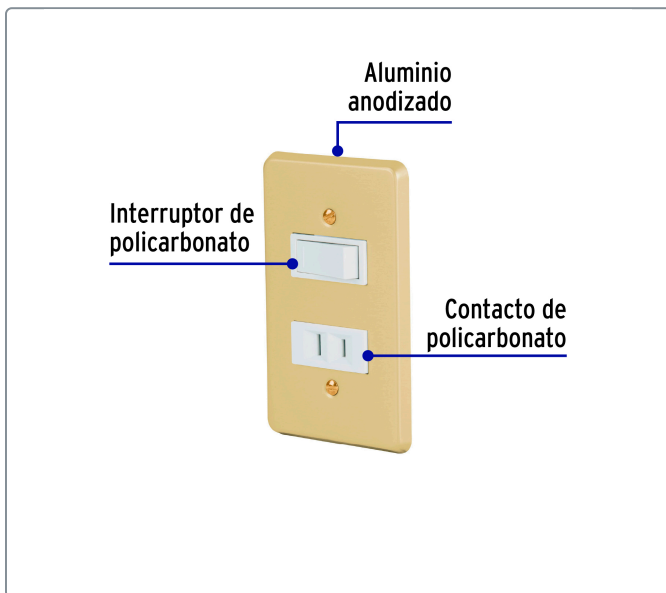 Aluminio
anodizado
Interruptor de
policarbonato
Contacto de
policarbonato